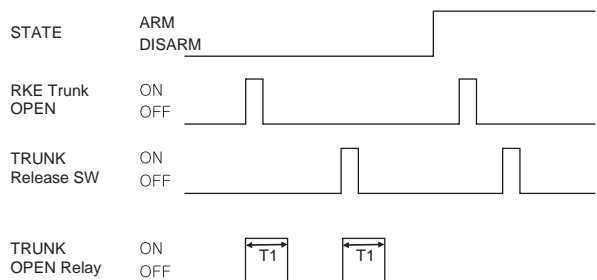 STATE ARM
DISARM
RKE Trunk ON
OPEN OFF
TRUNK ON
Release SW OFF
TRUNK ON
OPEN Relay OFF
T1 T1